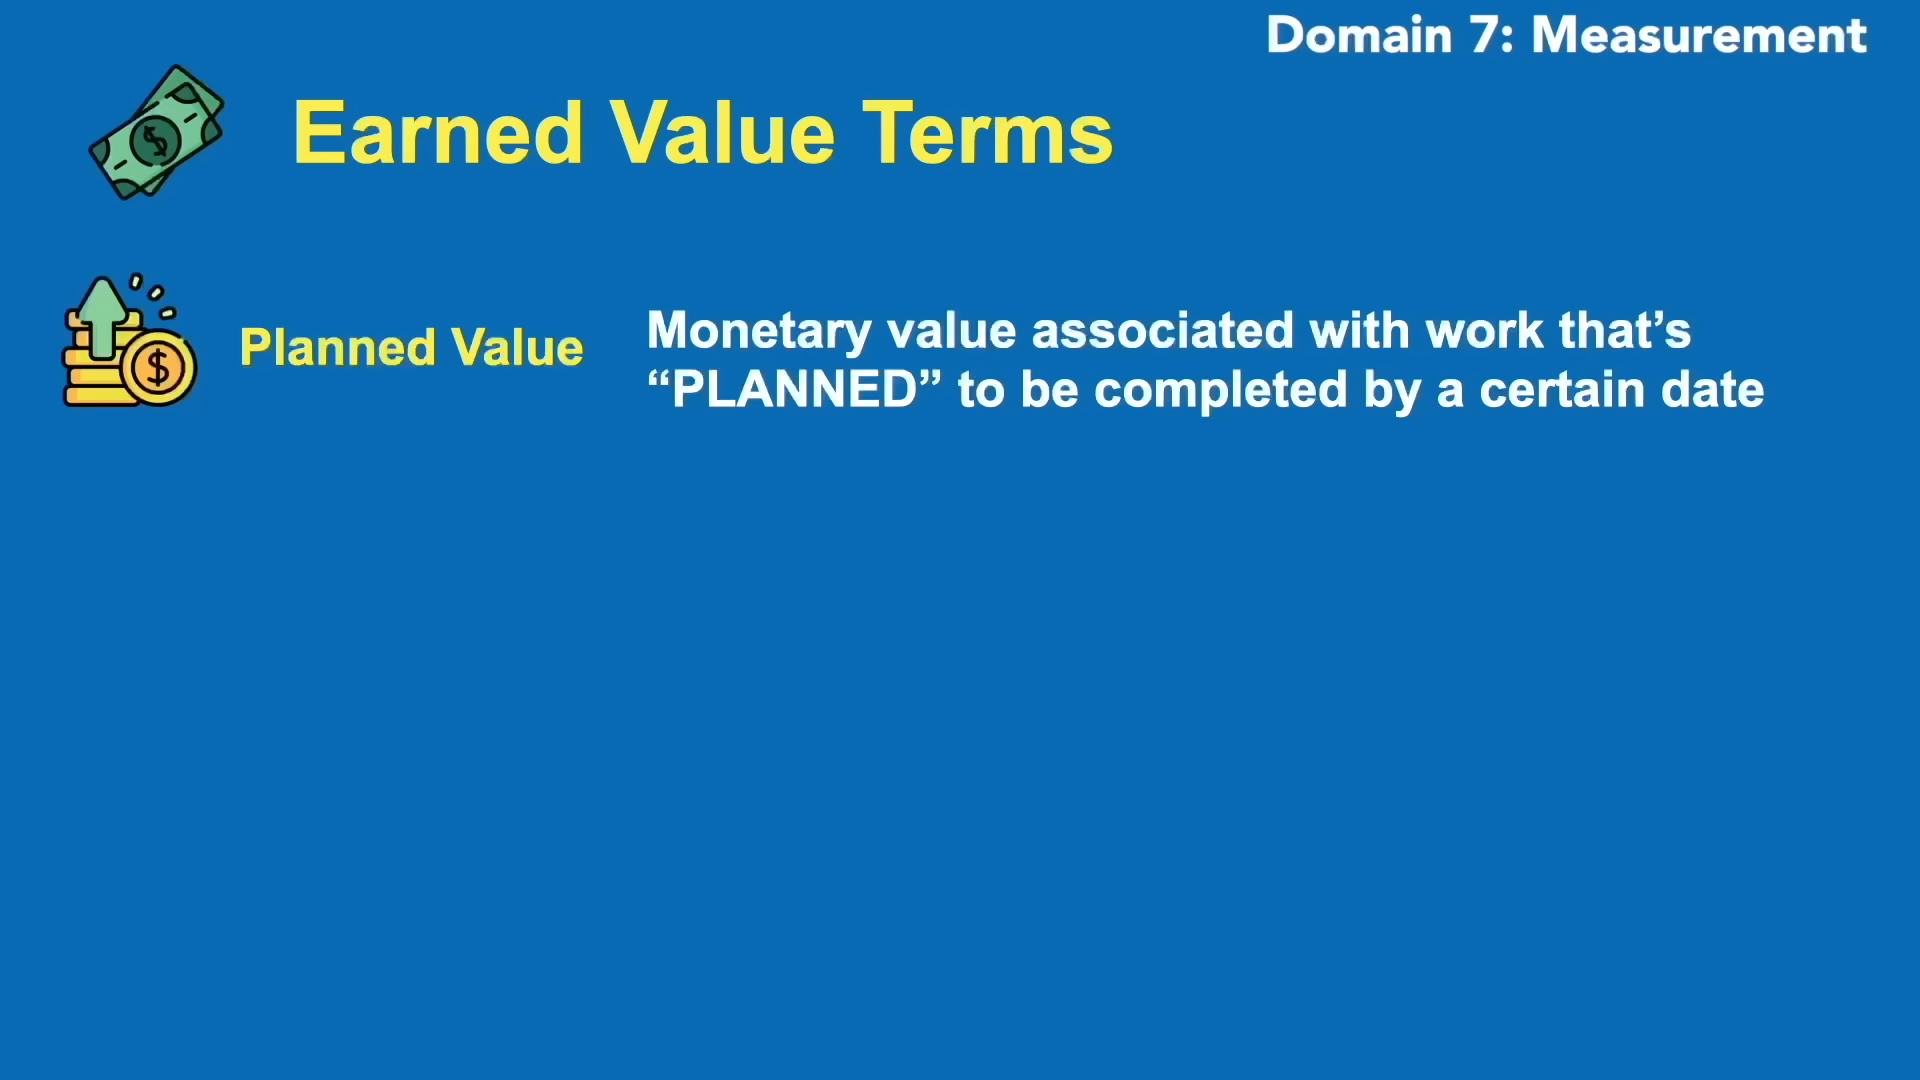 Domain 7: Measurement
Earned Value Terms
Planned Value
Monetary value associated with work that’s
“PLANNED” to be completed by a certain date